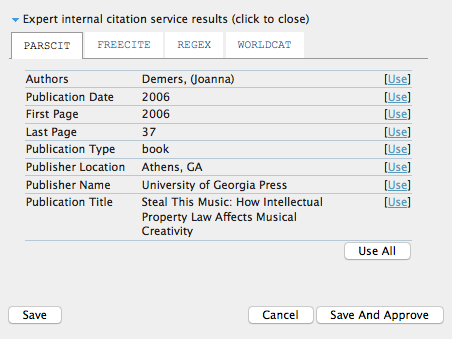 Expert internal citation service results (click to close)
PARSCIT FREECITE REGEX WORLDCAT
Authors Demers, (Joanna) [Use]
Publication Date 2006 [Use]
First Page 2006 [Use]
Last Page 37 [Use]
Publication Type book [Use]
Publisher Location Athens, GA [Use]
Publisher Name University of Georgia Press [Use]
Publication Title Steal This Music: How Intellectual [Use]
Property Law Affects Musical
Creativity
Use All
Save Cancel Save And Approve